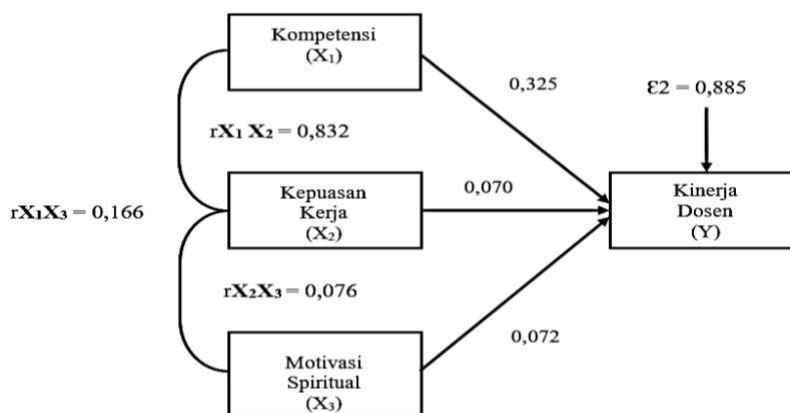 Kompetensi
(X₁)
0,325
Ɛ2 = 0,885
rX₁ X₂ = 0,832
Kepuasan
Kerja
(X₂)
0,070
Kinerja
Dosen
(Y)
rX₁X₃ = 0,166
rX₂X₃ = 0,076
0,072
Motivasi
Spiritual
(X₃)